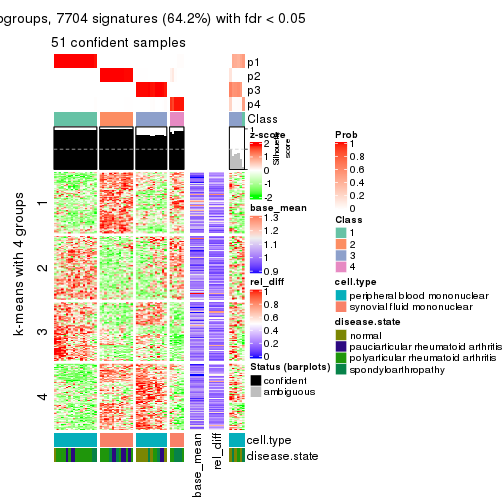 ogroups, 7704 signatures (64.2%) with fdr < 0.05
51 confident samples
p1
p2
p3
p4
Class
1
Silhouette
score
z-score
2
1
0
-1
-2
base_mean
1.3
1.2
1.1
1
0.9
rel_diff
1
0.8
0.6
0.4
0.2
0
Status (barplots)
confident
ambiguous
Prob
1
0.8
0.6
0.4
0.2
0
Class
1
2
3
4
cell.type
peripheral blood mononuclear
synovial fluid mononuclear
disease.state
normal
pauciarticular rheumatoid arthritis
polyarticular rheumatoid arthritis
spondyloarthropathy
k-means with 4 groups
1
2
3
4
cell.type
disease.state
base_mean
rel_diff